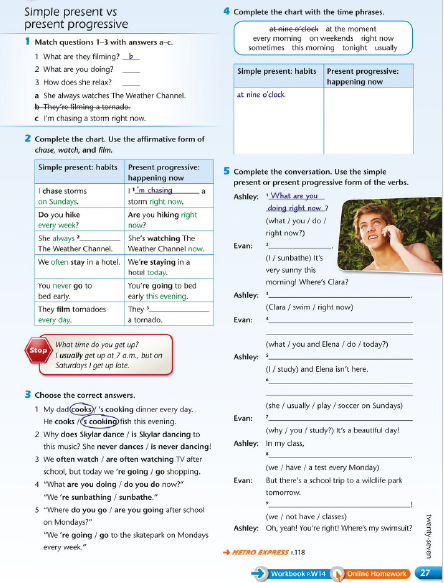 Simple present vs
present progressive
1 Match questions 1–3 with answers a–c.
1 What are they filming? b
2 What are you doing? ____
3 How does she relax? ____
a She always watches The Weather Channel.
b They're filming a tornado.
c I'm chasing a storm right now.
2 Complete the chart. Use the affirmative form of
chase, watch, and film.
Simple present: habits
Present progressive:
happening now
I chase storms
on Sundays.
I 1 'm chasing a
storm right now.
Do you hike
every week?
Are you hiking right
now?
She always 2________
The Weather Channel.
She's watching The
Weather Channel now.
We often stay in a hotel.
We're staying in a
hotel today.
You never go to
bed early.
You're going to bed
early this evening.
They film tornadoes
every day.
They 3________
a tornado.
Stop
What time do you get up?
I usually get up at 7 a.m., but on
Saturdays I get up late.
3 Choose the correct answers.
1 My dad cooks / 's cooking dinner every day.
He cooks / 's cooking fish this evening.
2 Why does Skylar dance / is Skylar dancing to
this music? She never dances / is never dancing!
3 We often watch / are often watching TV after
school, but today we 're going / go shopping.
4 "What are you doing / do you do now?"
"We 're sunbathing / sunbathe."
5 "Where do you go / are you going after school
on Mondays?"
"We 're going / go to the skatepark on Mondays
every week."
4 Complete the chart with the time phrases.
at nine o'clock at the moment
every morning on weekends right now
sometimes this morning tonight usually
Simple present: habits
Present progressive:
happening now
at nine o'clock
5 Complete the conversation. Use the simple
present or present progressive form of the verbs.
Ashley: 1 What are you
doing right now ?
(what / you / do /
right now?)
Evan: 2________.
(I / sunbathe) It's
very sunny this
morning! Where's Clara?
Ashley: 3________.
(Clara / swim / right now)
Evan: 4________
(what / you and Elena / do / today?)
Ashley: 5________
(I / study) and Elena isn't here.
6________
(she / usually / play / soccer on Sundays)
Evan: 7________
(why / you / study?) It's a beautiful day!
Ashley: In my class,
8________
(we / have / a test every Monday)
Evan: But there's a school trip to a wildlife park
tomorrow.
9________!
(we / not have / classes)
Ashley: Oh, yeah! You're right! Where's my swimsuit?
METRO EXPRESS P.118
twenty-seven
Workbook P.W14 Online Homework 27